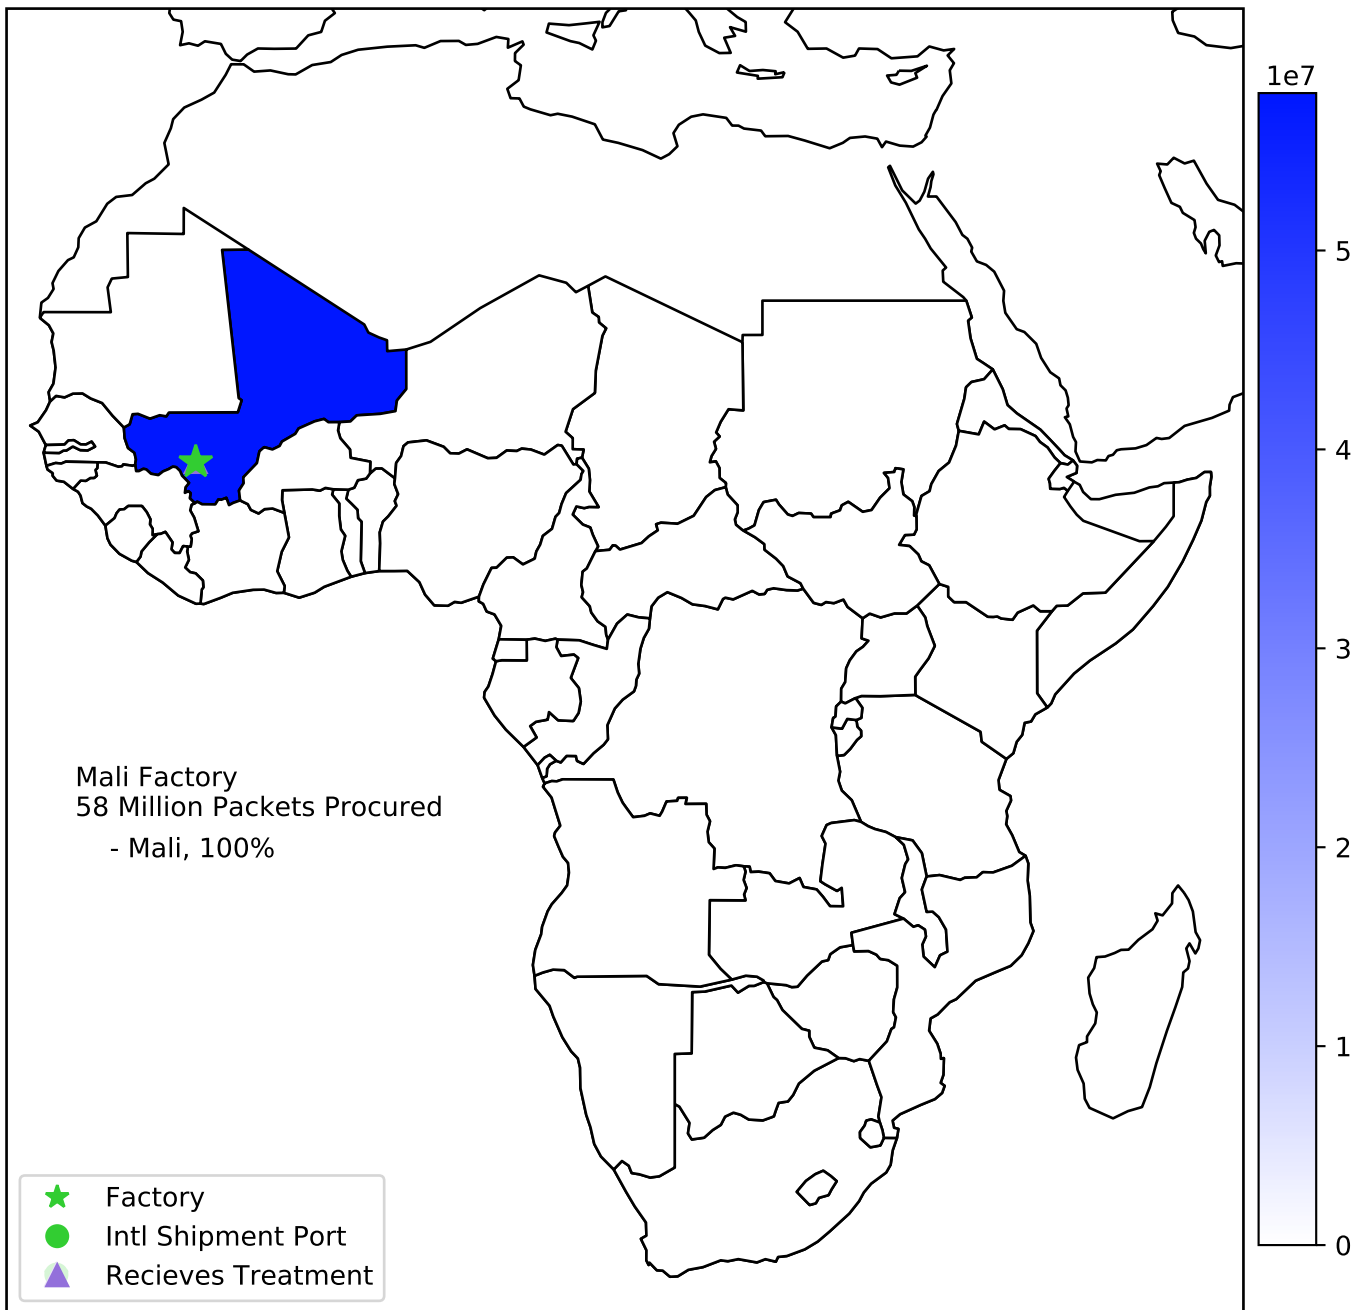 1e7
5
4
3
2
1
0
Mali Factory
58 Million Packets Procured
- Mali, 100%
Factory
Intl Shipment Port
Recieves Treatment